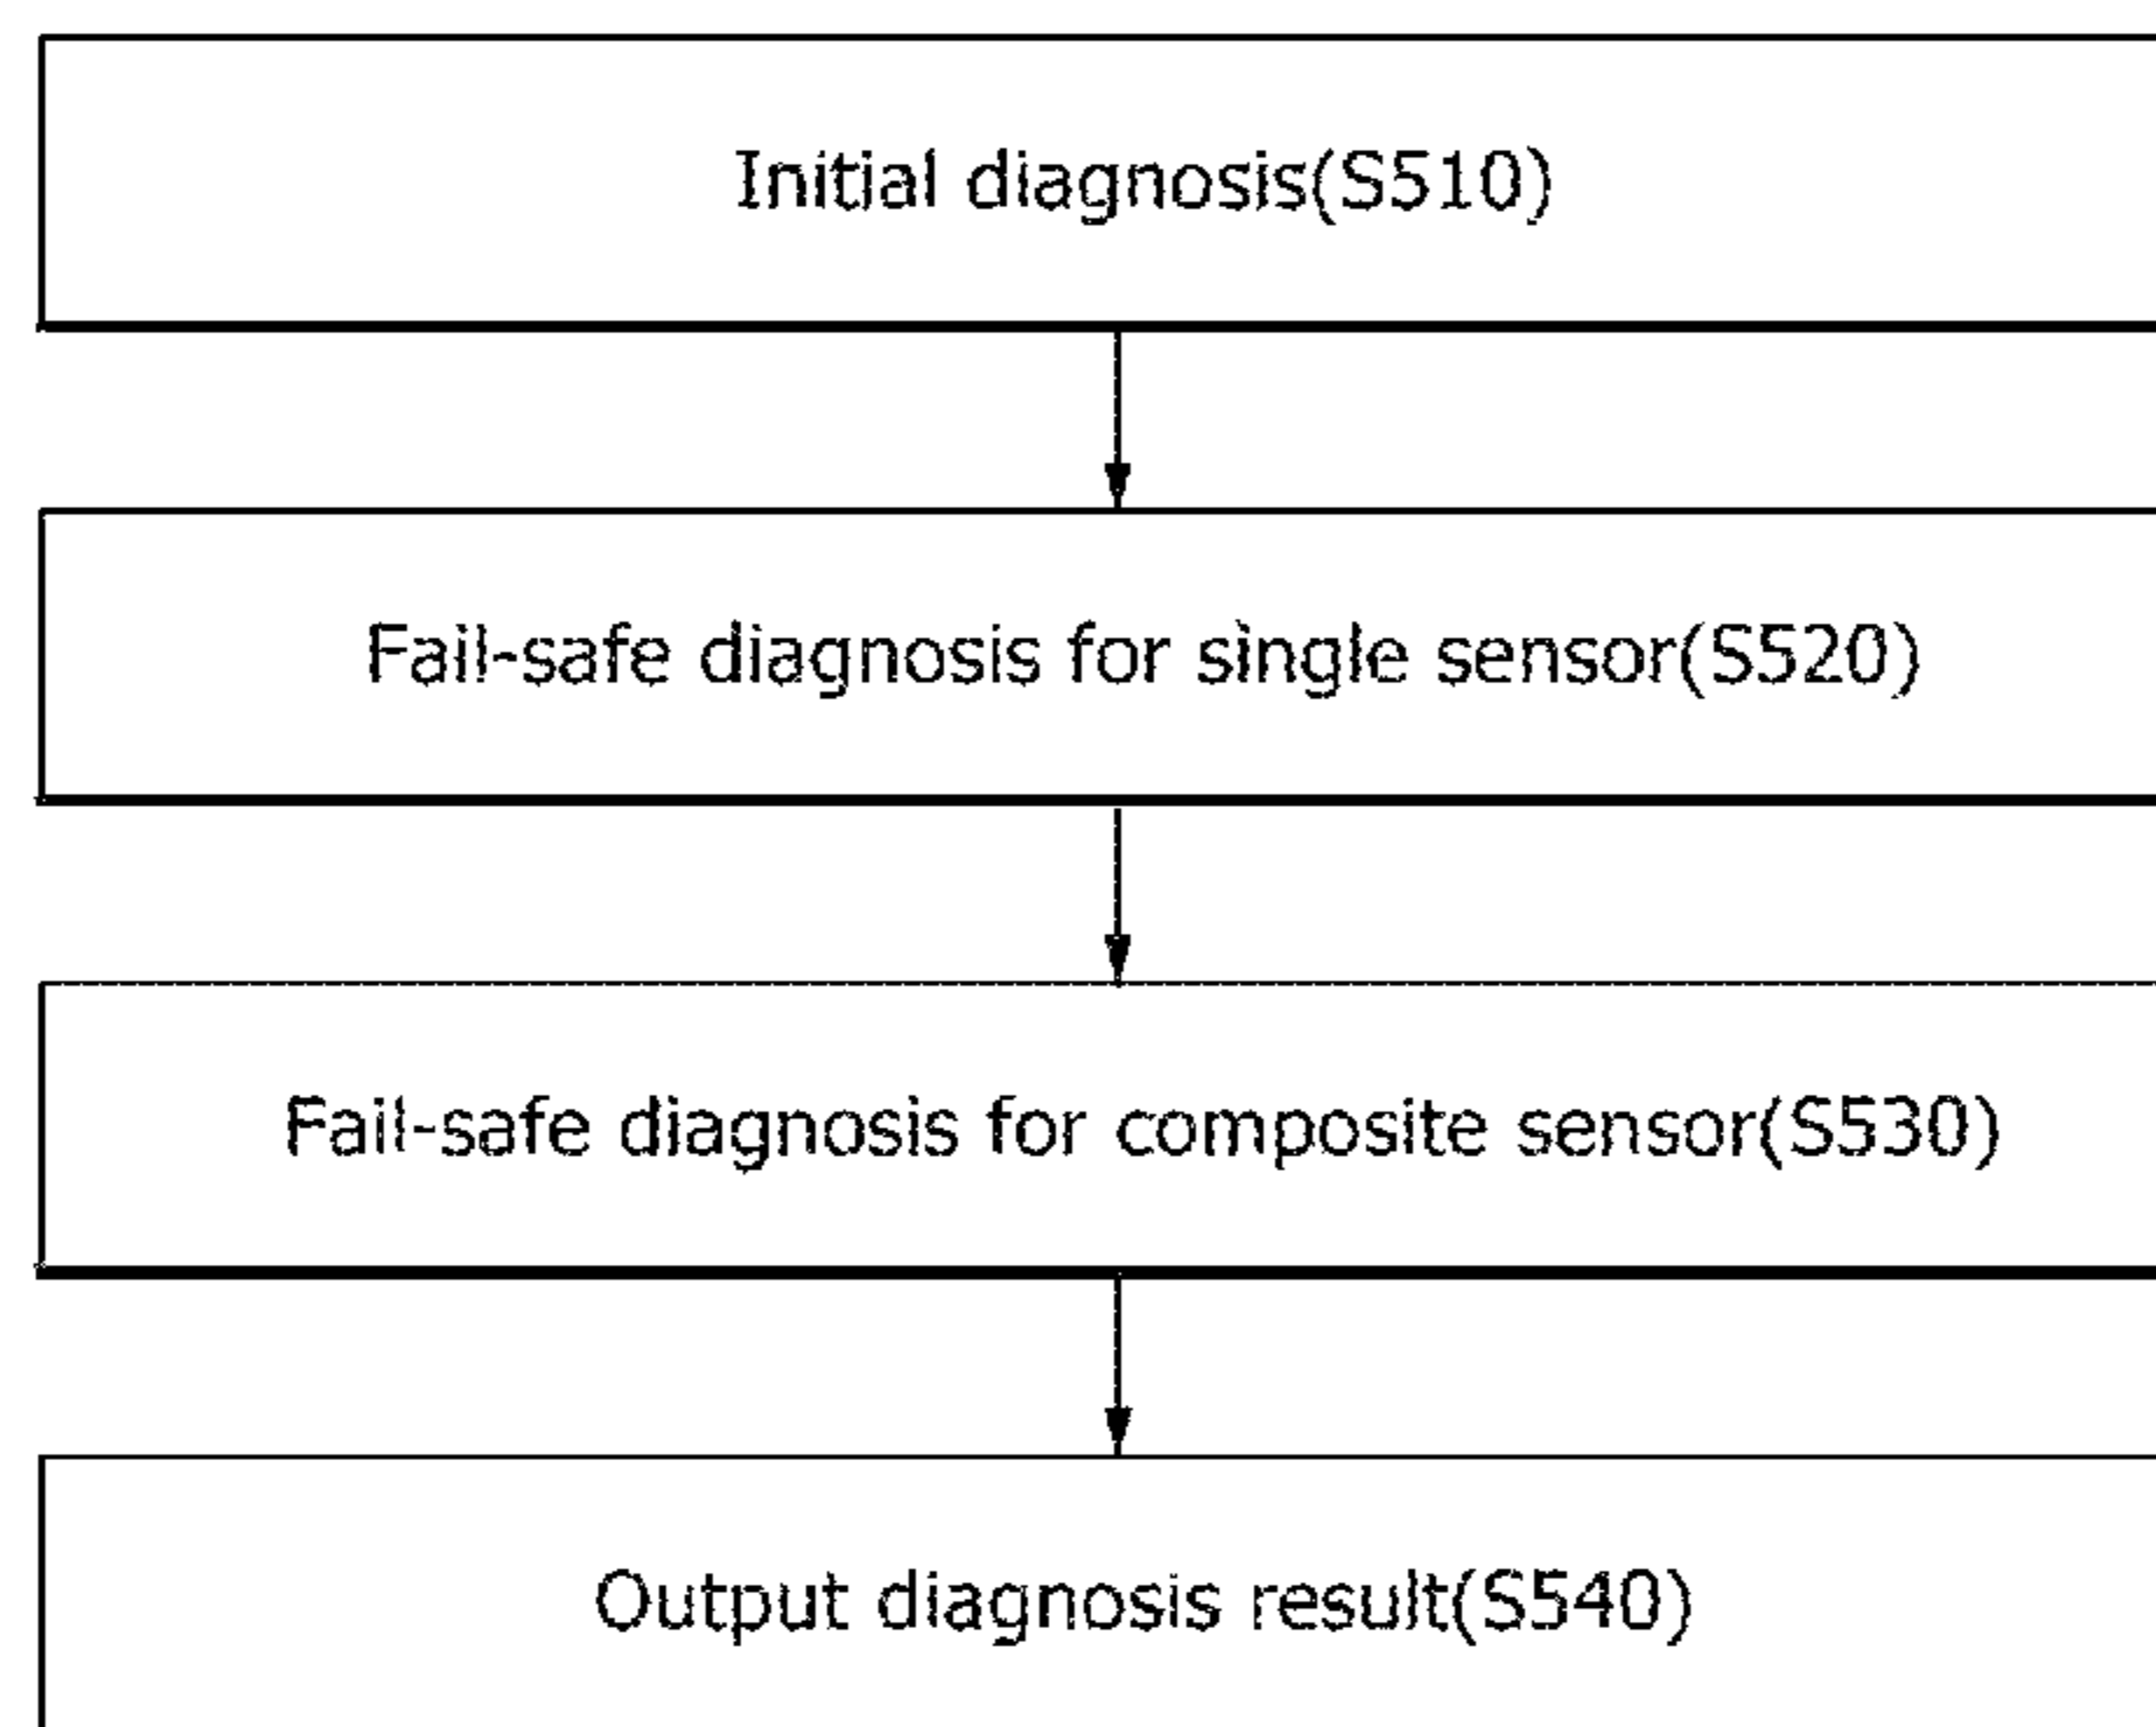 Initial diagnosis(S510)
Fail-safe diagnosis for single sensor(S520)
Fail-safe diagnosis for composite sensor(S530)
Output diagnosis result(S540)